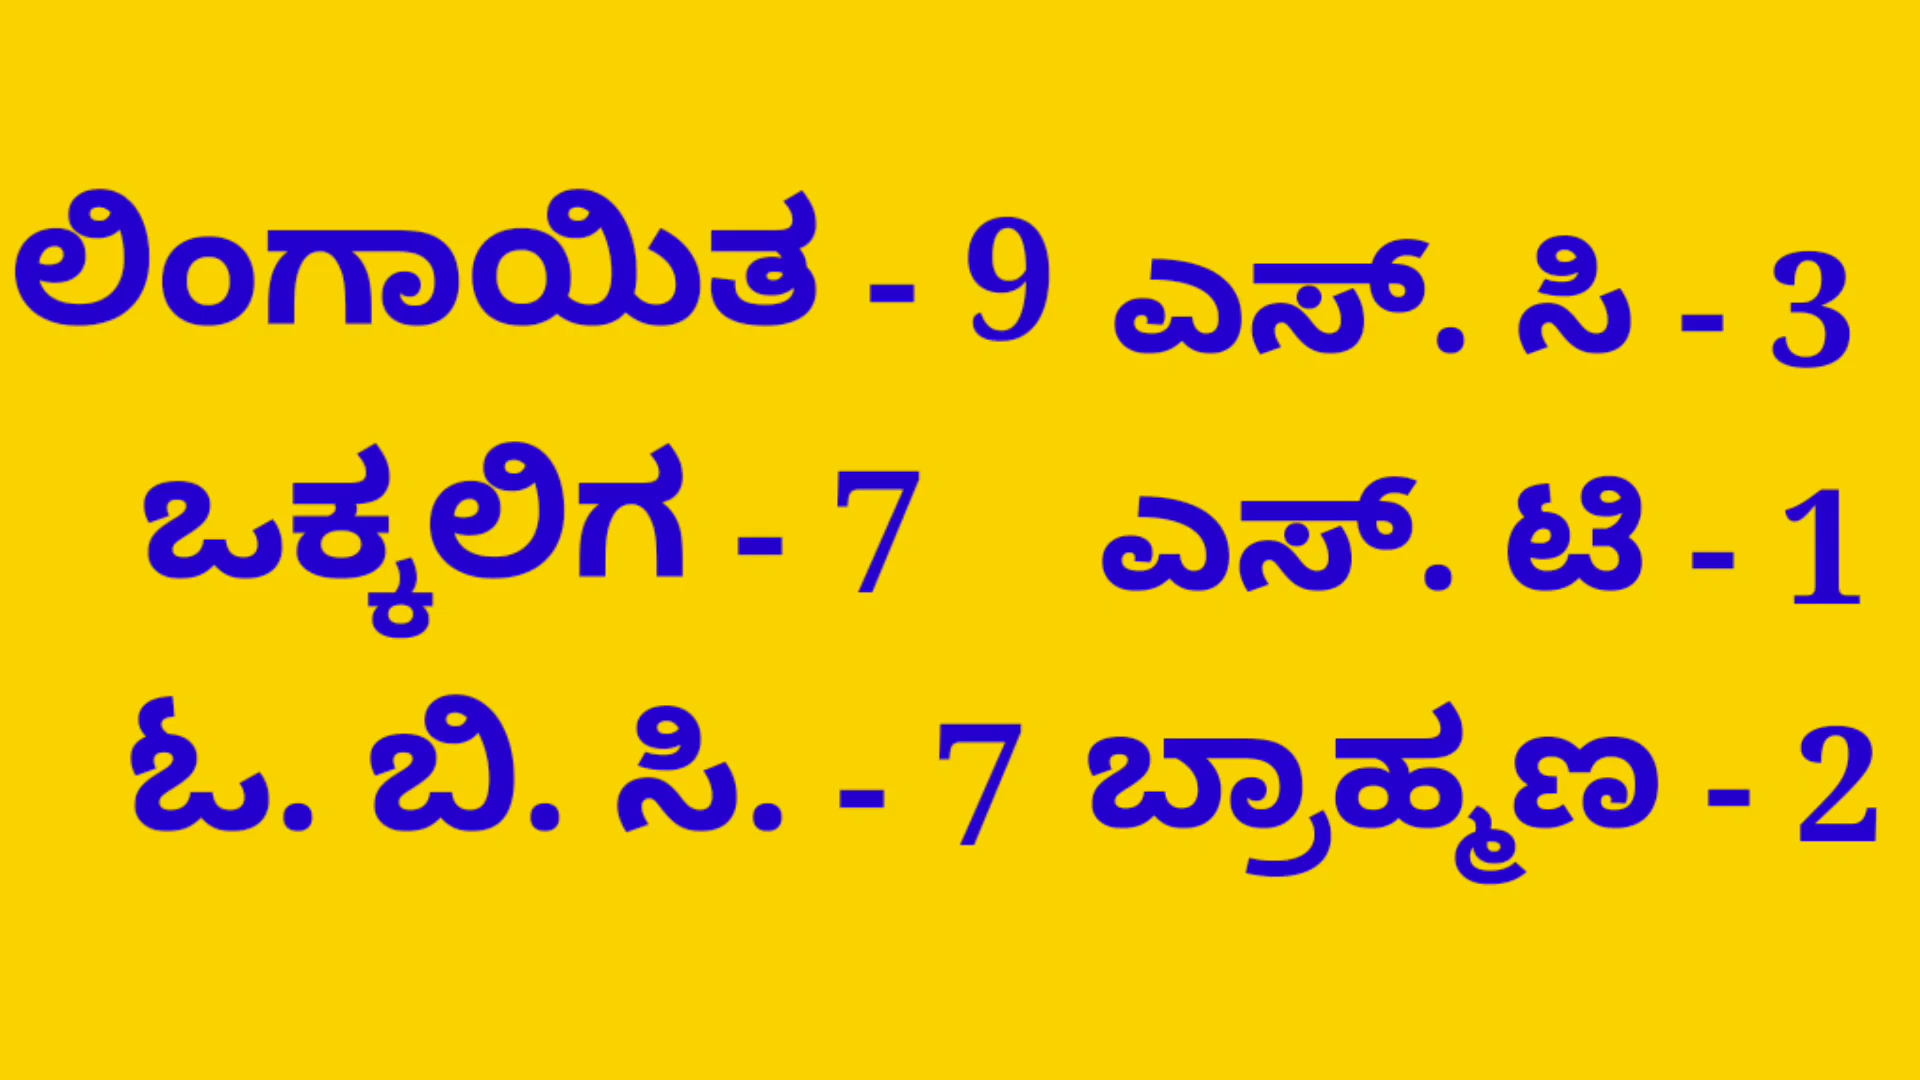 ಲಿಂಗಾಯಿತ - 9
ಒಕ್ಕಲಿಗ - 7
ಓ. ಬಿ. ಸಿ. - 7
ಎಸ್. ಸಿ - 3
ಎಸ್. ಟಿ - 1
ಬ್ರಾಹ್ಮಣ - 2